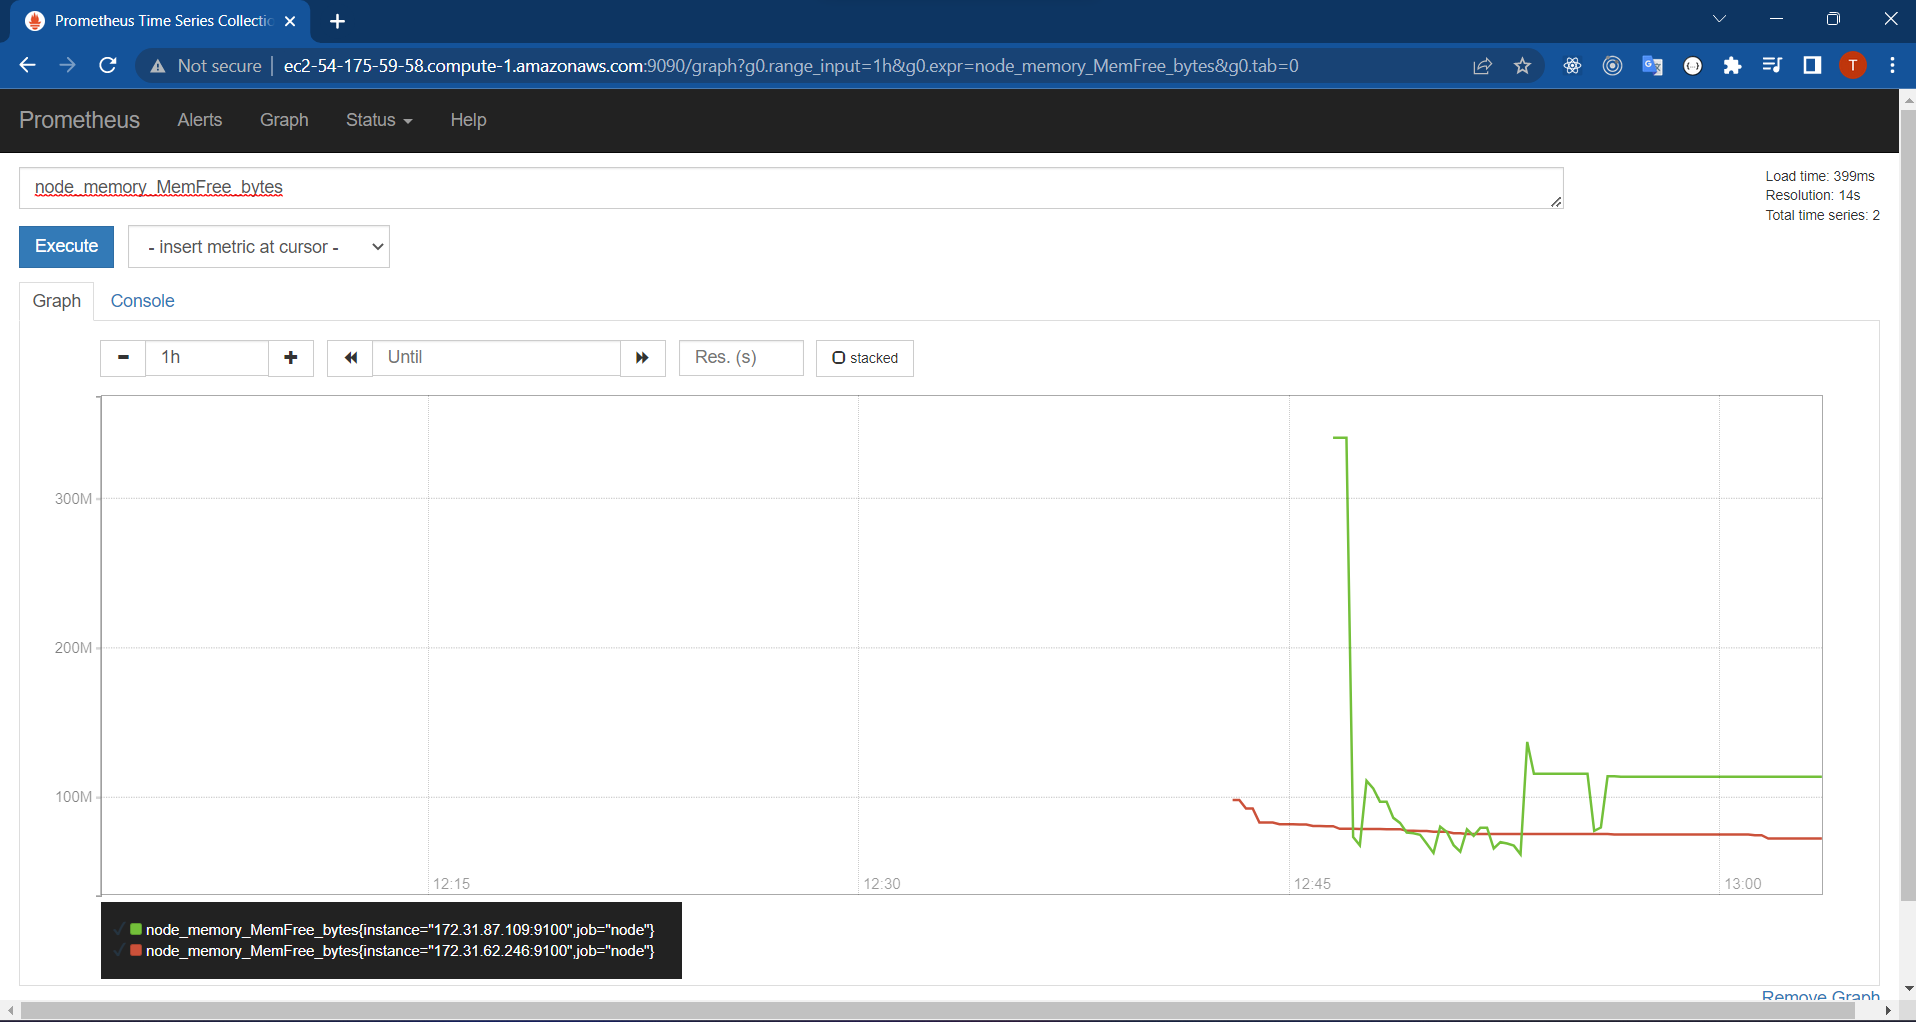 Prometheus Time Series Collectio
Not secure
ec2-54-175-59-58.compute-1.amazonaws.com:9090/graph?g0.range_input=1h&g0.expr=node_memory_MemFree_bytes&g0.tab=0
T
Prometheus Alerts Graph Status Help
node_memory_MemFree_bytes
Load time: 399ms
Resolution: 14s
Total time series: 2
Execute
- insert metric at cursor -
Graph Console
1h
Until
Res. (s)
stacked
300M
200M
100M
12:15
12:30
12:45
13:00
node_memory_MemFree_bytes{instance="172.31.87.109:9100",job="node"}
node_memory_MemFree_bytes{instance="172.31.62.246:9100",job="node"}
Remove Graph